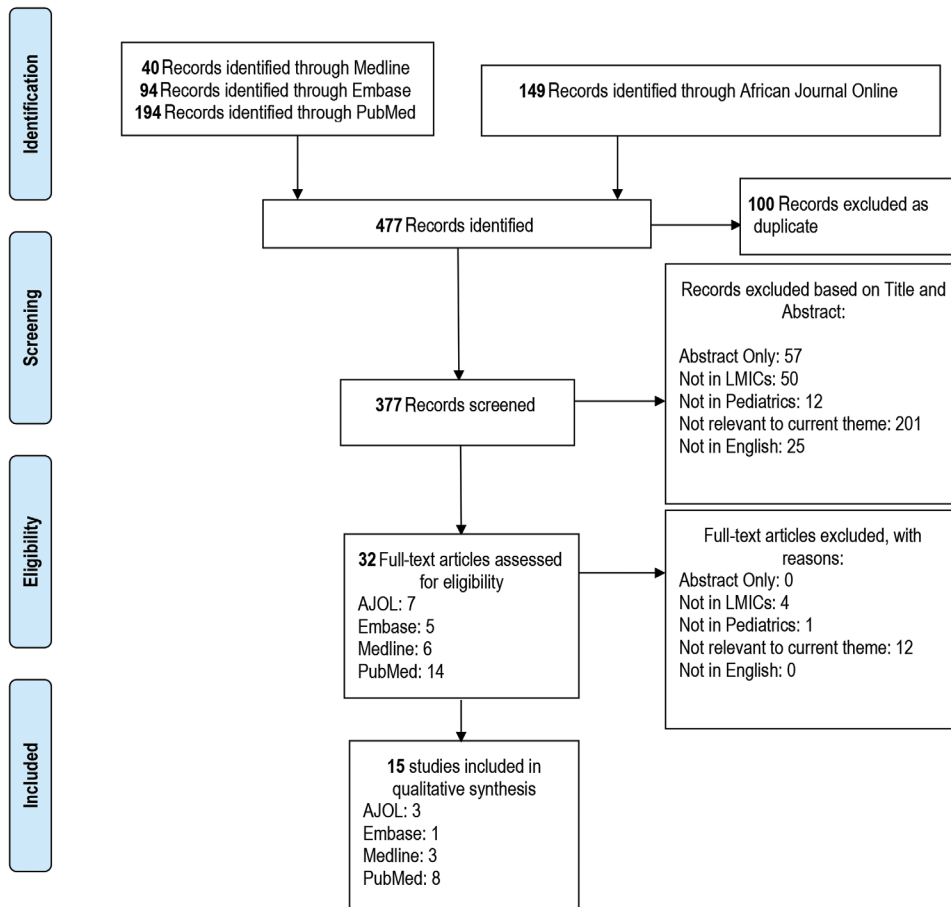 Identification
40 Records identified through Medline
94 Records identified through Embase
194 Records identified through PubMed
149 Records identified through African Journal Online
477 Records identified
100 Records excluded as
duplicate
Screening
Records excluded based on Title and
Abstract:
Abstract Only: 57
Not in LMICs: 50
Not in Pediatrics: 12
Not relevant to current theme: 201
Not in English: 25
377 Records screened
Eligibility
32 Full-text articles assessed
for eligibility
AJOL: 7
Embase: 5
Medline: 6
PubMed: 14
Full-text articles excluded, with
reasons:
Abstract Only: 0
Not in LMICs: 4
Not in Pediatrics: 1
Not relevant to current theme: 12
Not in English: 0
Included
15 studies included in
qualitative synthesis
AJOL: 3
Embase: 1
Medline: 3
PubMed: 8